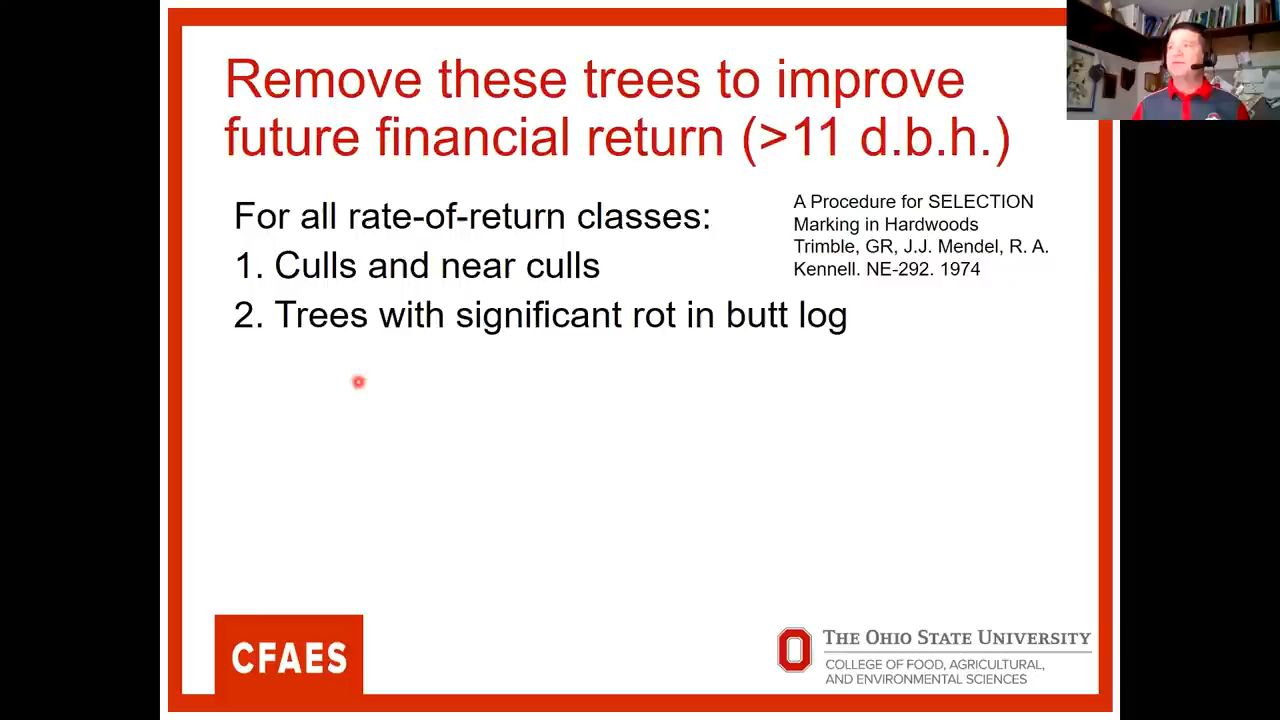 Remove these trees to improve
future financial return (>11 d.b.h.)
For all rate-of-return classes:
1. Culls and near culls
2. Trees with significant rot in butt log
A Procedure for SELECTION
Marking in Hardwoods
Trimble, GR, J.J. Mendel, R. A.
Kennell. NE-292. 1974
CFAES
THE OHIO STATE UNIVERSITY
COLLEGE OF FOOD, AGRICULTURAL,
AND ENVIRONMENTAL SCIENCES